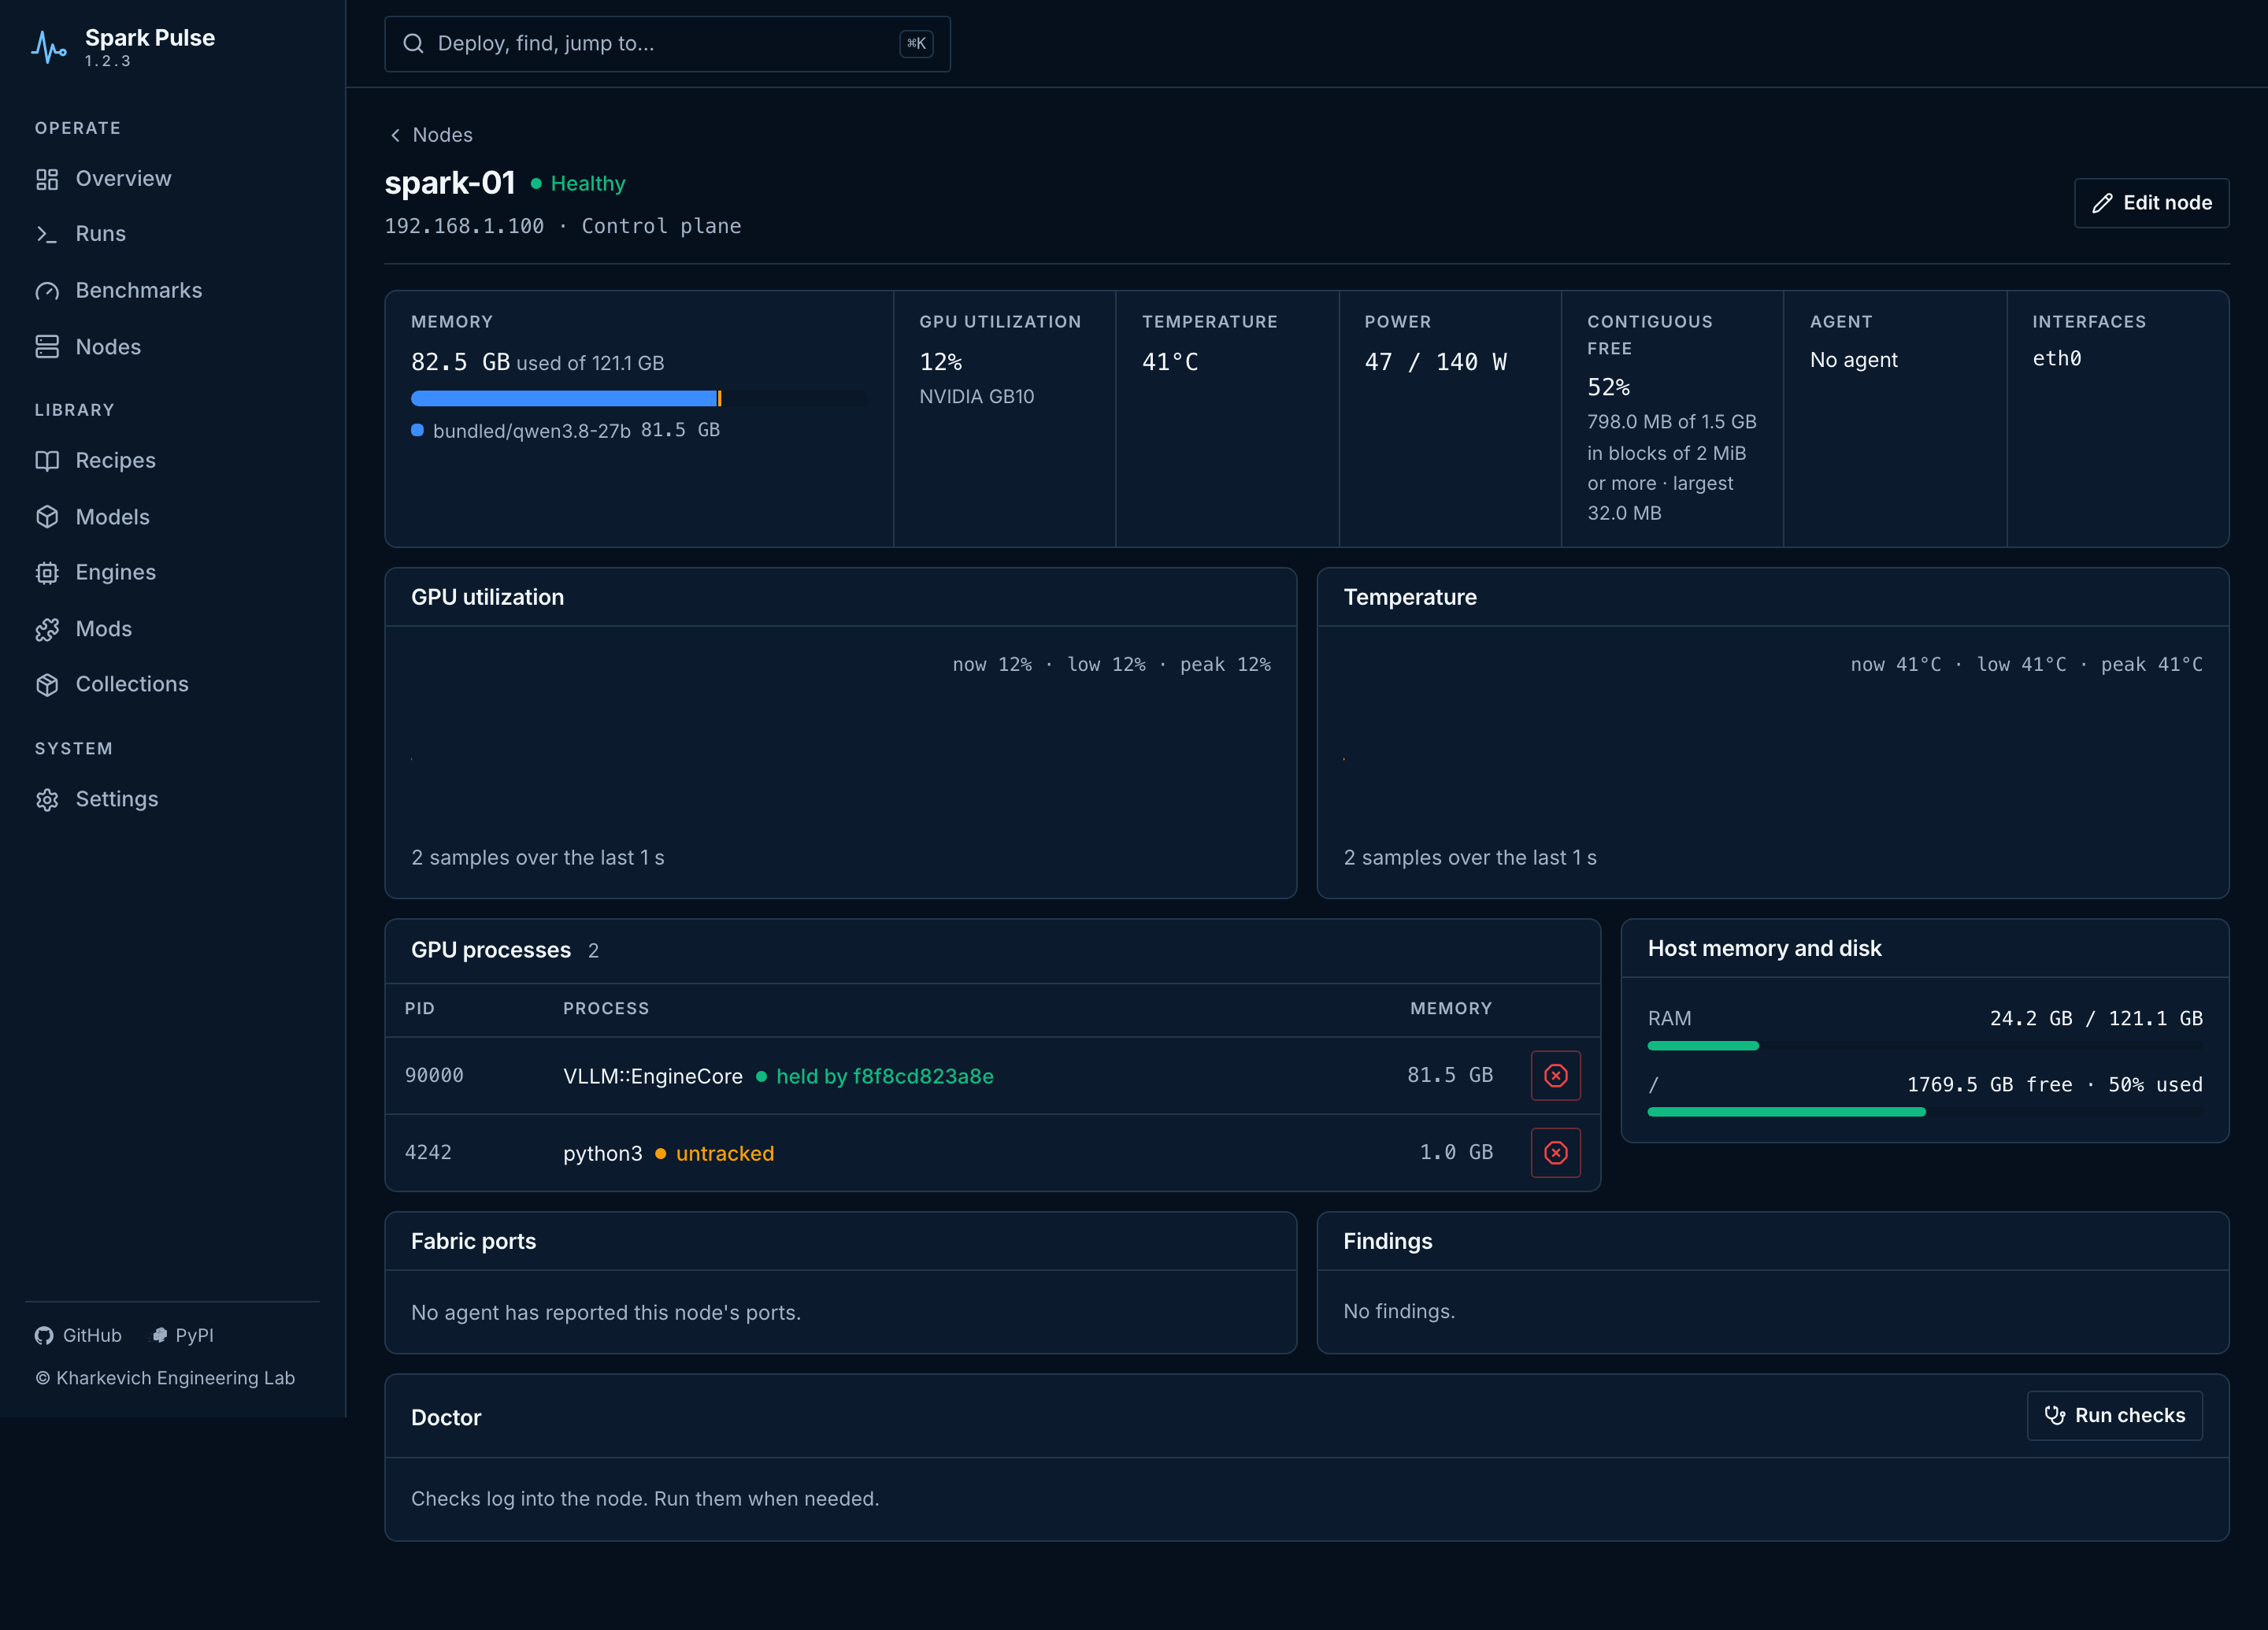 Spark Pulse
1.2.3
Deploy, find, jump to...
⌘K
OPERATE
Overview
Runs
Benchmarks
Nodes
LIBRARY
Recipes
Models
Engines
Mods
Collections
SYSTEM
Settings
GitHub
PyPI
© Kharkevich Engineering Lab
Nodes
spark-01 Healthy
192.168.1.100 · Control plane
Edit node
MEMORY
82.5 GB used of 121.1 GB
bundled/qwen3.8-27b 81.5 GB
GPU UTILIZATION
12%
NVIDIA GB10
TEMPERATURE
41°C
POWER
47 / 140 W
CONTIGUOUS
FREE
52%
798.0 MB of 1.5 GB
in blocks of 2 MiB
or more · largest
32.0 MB
AGENT
No agent
INTERFACES
eth0
GPU utilization
now 12% · low 12% · peak 12%
2 samples over the last 1 s
Temperature
now 41°C · low 41°C · peak 41°C
2 samples over the last 1 s
GPU processes 2
PID PROCESS MEMORY
90000 VLLM::EngineCore held by f8f8cd823a8e 81.5 GB
4242 python3 untracked 1.0 GB
Host memory and disk
RAM 24.2 GB / 121.1 GB
/ 1769.5 GB free · 50% used
Fabric ports
No agent has reported this node's ports.
Findings
No findings.
Doctor
Run checks
Checks log into the node. Run them when needed.